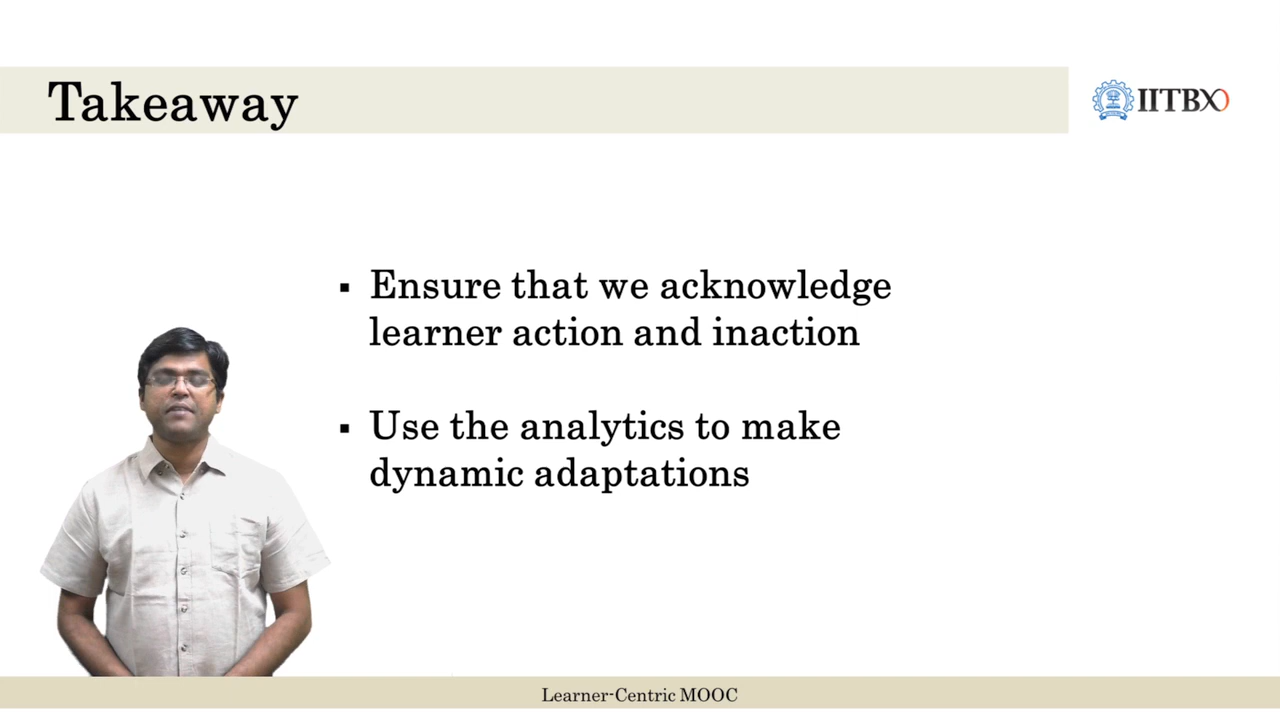 Takeaway
IITBX
▪ Ensure that we acknowledge
learner action and inaction
▪ Use the analytics to make
dynamic adaptations
Learner-Centric MOOC